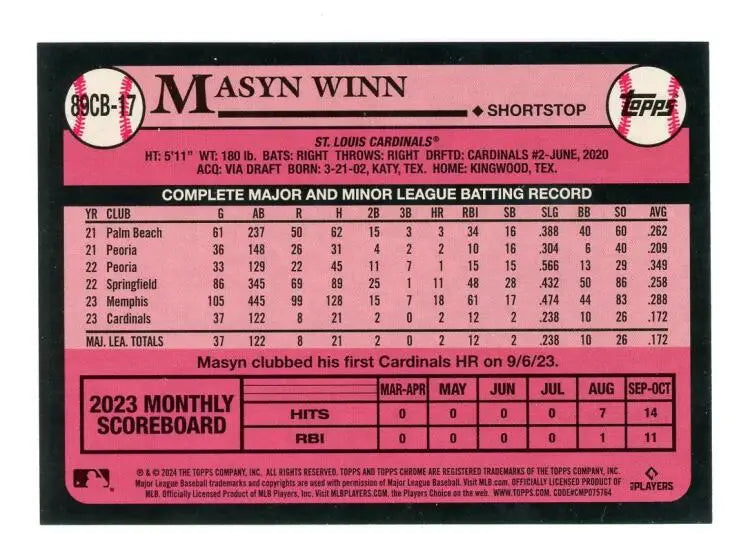 89CB-17
MASYN WINN
◆ SHORTSTOP
Topps
ST. LOUIS CARDINALS®
HT: 5'11" WT: 180 lb. BATS: RIGHT THROWS: RIGHT DRFTD: CARDINALS #2-JUNE, 2020
ACQ: VIA DRAFT BORN: 3-21-02, KATY, TEX. HOME: KINGWOOD, TEX.
COMPLETE MAJOR AND MINOR LEAGUE BATTING RECORD
YR CLUB G AB R H 2B 3B HR RBI SB SLG BB SO AVG
21 Palm Beach 61 237 50 62 15 3 3 34 16 .388 40 60 .262
21 Peoria 36 148 26 31 4 2 2 10 16 .304 6 40 .209
22 Peoria 33 129 22 45 11 7 1 15 15 .566 13 29 .349
22 Springfield 86 345 69 89 25 1 11 48 28 .432 50 86 .258
23 Memphis 105 445 99 128 15 7 18 61 17 .474 44 83 .288
23 Cardinals 37 122 8 21 2 0 2 12 2 .238 10 26 .172
MAJ. LEA. TOTALS 37 122 8 21 2 0 2 12 2 .238 10 26 .172
Masyn clubbed his first Cardinals HR on 9/6/23.
2023 MONTHLY SCOREBOARD
MAR-APR MAY JUN JUL AUG SEP-OCT
HITS 0 0 0 0 7 14
RBI 0 0 0 0 1 11
® & © 2024 THE TOPPS COMPANY, INC. ALL RIGHTS RESERVED. TOPPS AND TOPPS CHROME ARE REGISTERED TRADEMARKS OF THE TOPPS COMPANY, INC.
Major League Baseball trademarks and copyrights are used with permission of Major League Baseball. Visit MLB.com. OFFICIALLY LICENSED PRODUCT OF
MLB. Officially Licensed Product of MLB Players, Inc. Visit MLBPLAYERS.com, the Players Choice on the web. WWW.TOPPS.COM. CODE#CMP075764
MLB PLAYERS